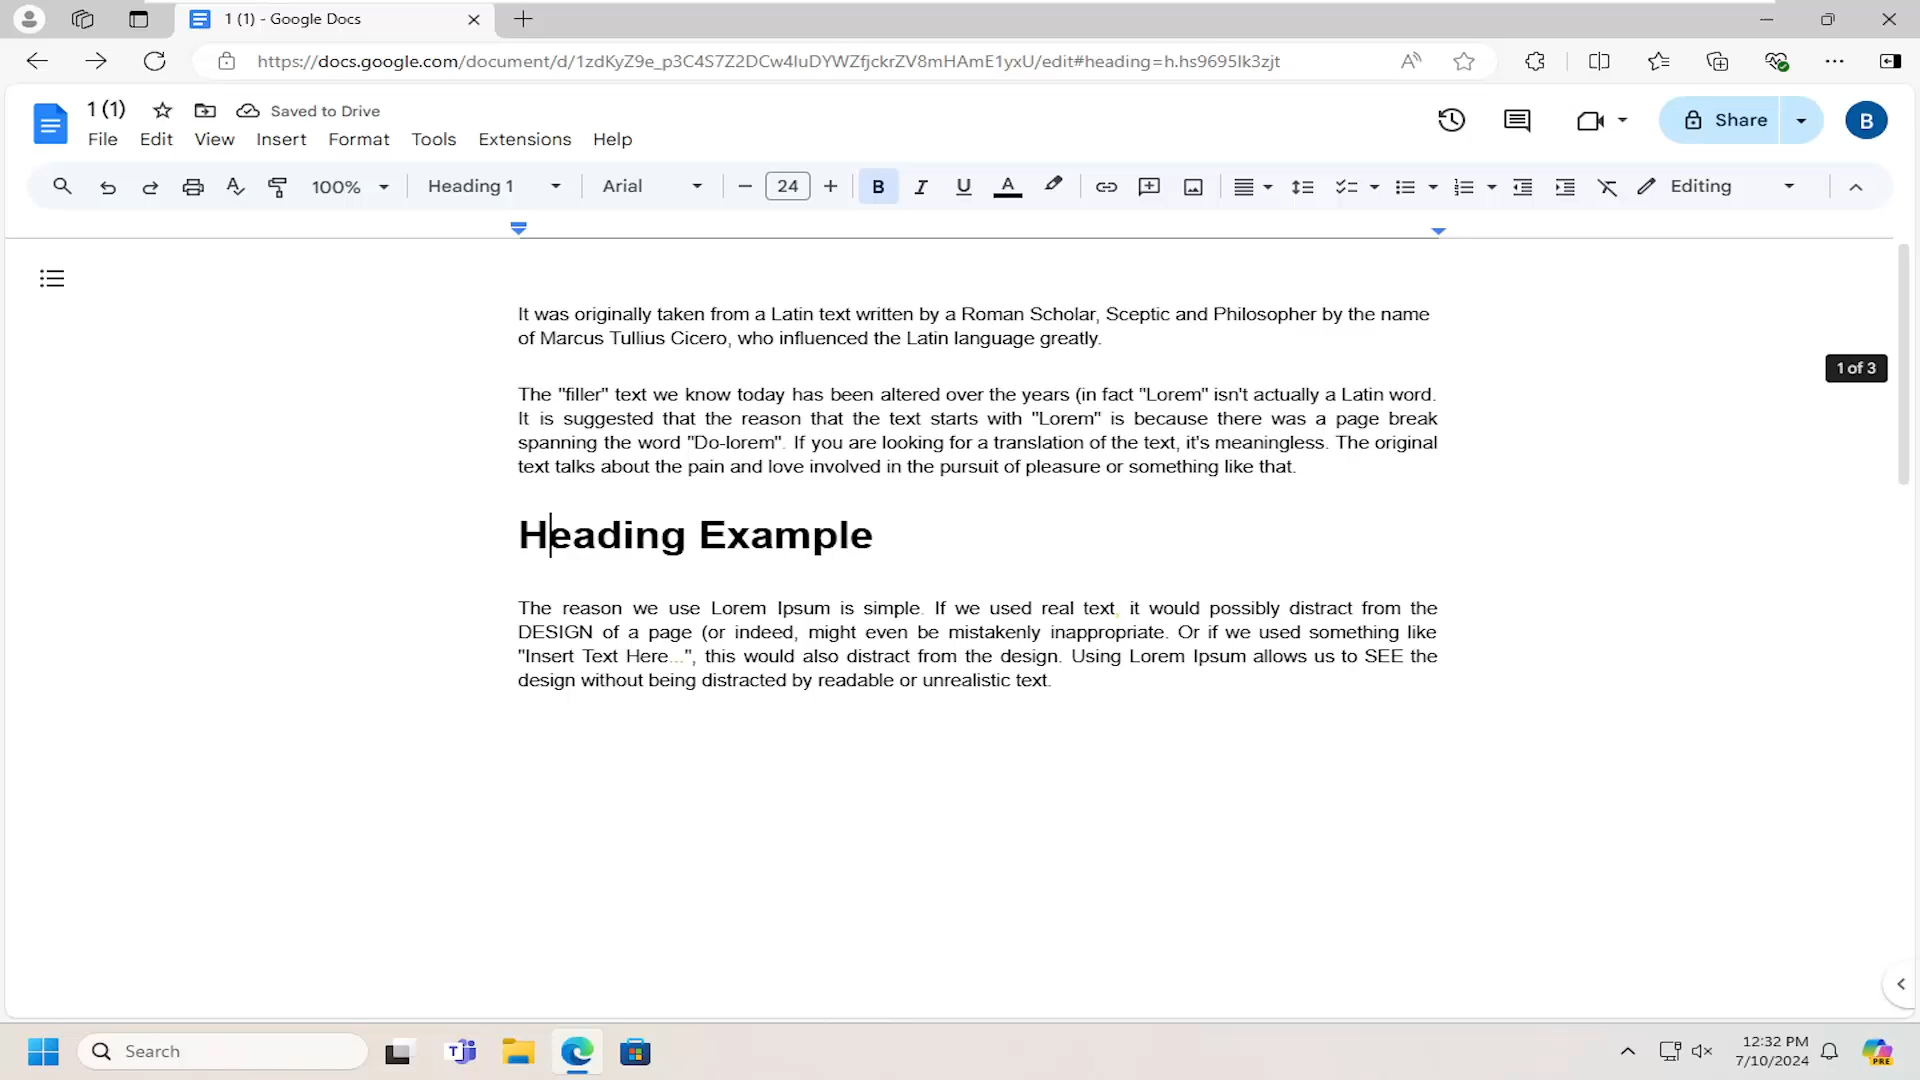 1 (1) - Google Docs
https://docs.google.com/document/d/1zdKyZ9e_p3C4S7Z2DCw4luDYWZfjckrZV8mHAmE1yxU/edit#heading=h.hs9695lk3zjt
1 (1)
Saved to Drive
File Edit View Insert Format Tools Extensions Help
Share
B
100% Heading 1 Arial 24 B I U A Editing
It was originally taken from a Latin text written by a Roman Scholar, Sceptic and Philosopher by the name
of Marcus Tullius Cicero, who influenced the Latin language greatly.
1 of 3
The "filler" text we know today has been altered over the years (in fact "Lorem" isn't actually a Latin word.
It is suggested that the reason that the text starts with "Lorem" is because there was a page break
spanning the word "Do-lorem". If you are looking for a translation of the text, it's meaningless. The original
text talks about the pain and love involved in the pursuit of pleasure or something like that.
Heading Example
The reason we use Lorem Ipsum is simple. If we used real text, it would possibly distract from the
DESIGN of a page (or indeed, might even be mistakenly inappropriate. Or if we used something like
"Insert Text Here...", this would also distract from the design. Using Lorem Ipsum allows us to SEE the
design without being distracted by readable or unrealistic text.
Search
12:32 PM
7/10/2024
PRE